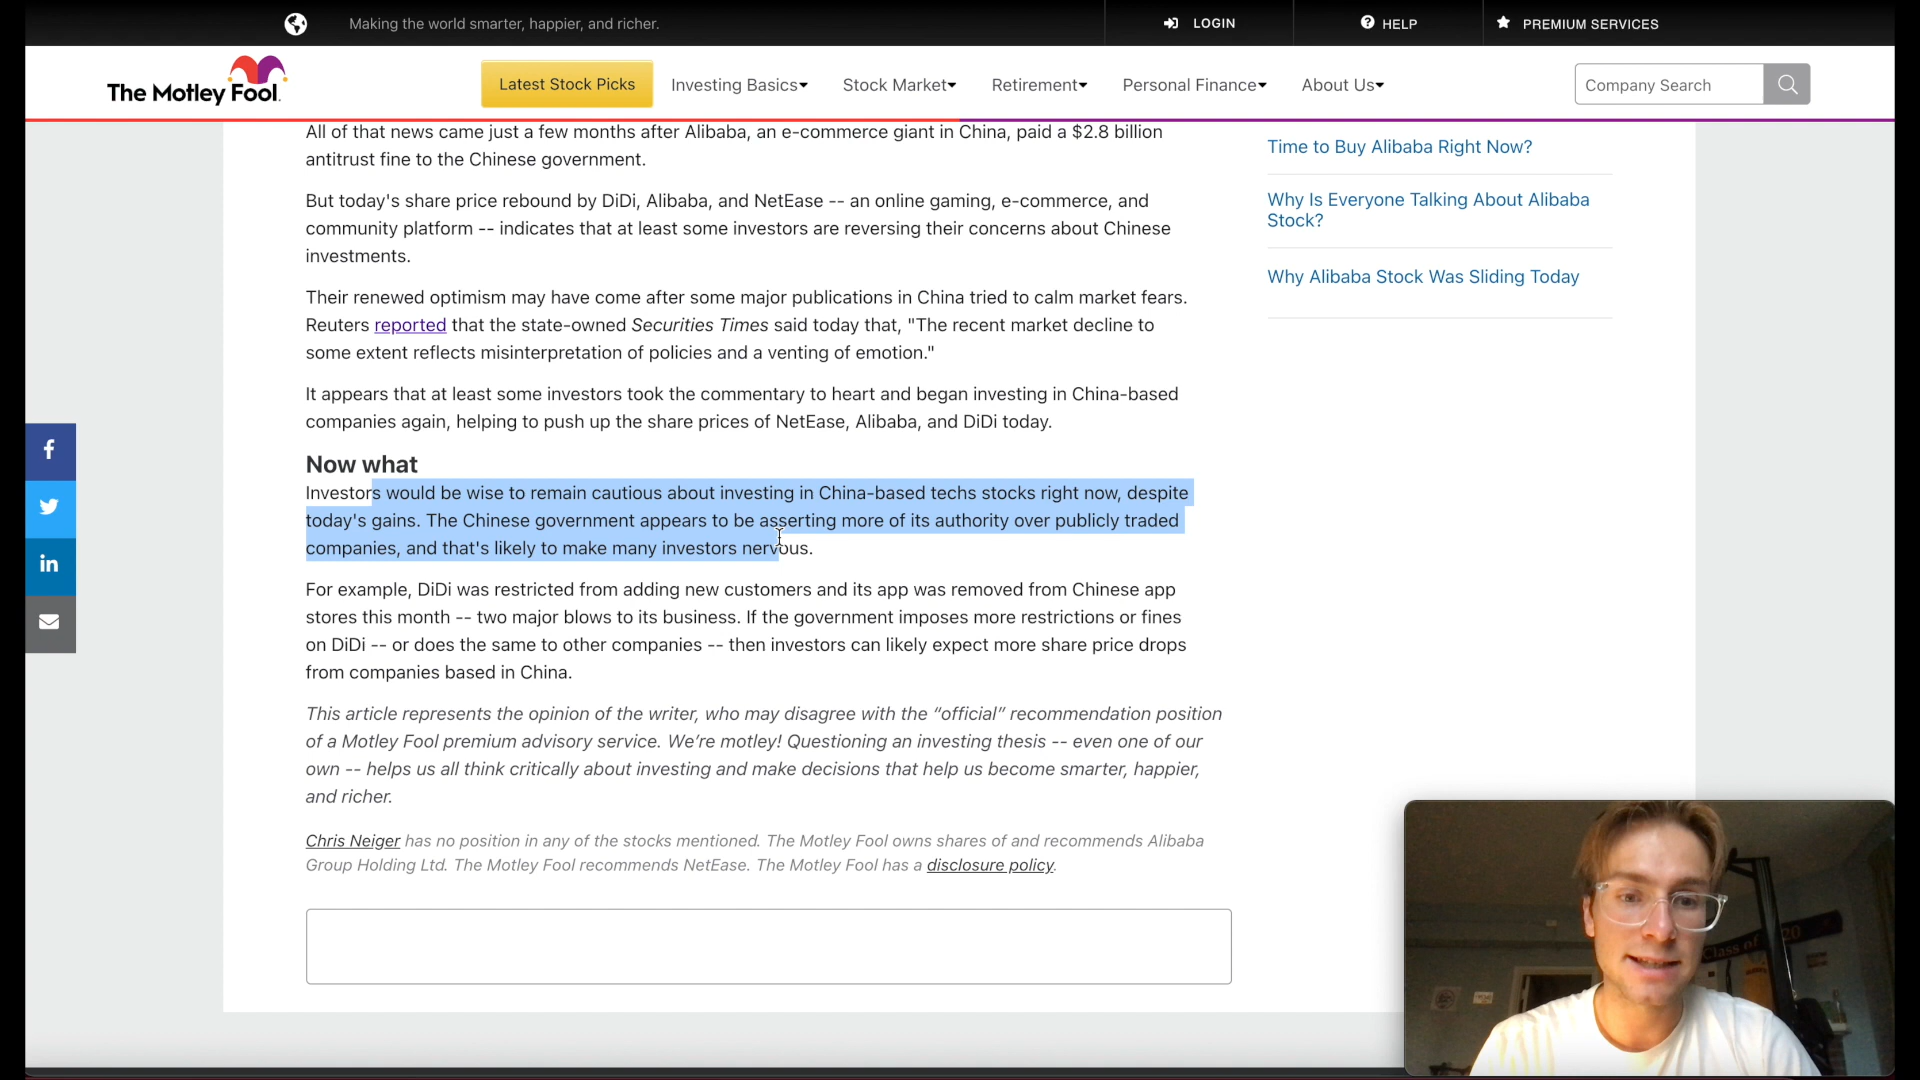 Making the world smarter, happier, and richer.
LOGIN
HELP
PREMIUM SERVICES
The Motley Fool.
Latest Stock Picks
Investing Basics
Stock Market
Retirement
Personal Finance
About Us
Company Search
All of that news came just a few months after Alibaba, an e-commerce giant in China, paid a $2.8 billion
antitrust fine to the Chinese government.
But today's share price rebound by DiDi, Alibaba, and NetEase -- an online gaming, e-commerce, and
community platform -- indicates that at least some investors are reversing their concerns about Chinese
investments.
Their renewed optimism may have come after some major publications in China tried to calm market fears.
Reuters reported that the state-owned Securities Times said today that, "The recent market decline to
some extent reflects misinterpretation of policies and a venting of emotion."
It appears that at least some investors took the commentary to heart and began investing in China-based
companies again, helping to push up the share prices of NetEase, Alibaba, and DiDi today.
Now what
Investors would be wise to remain cautious about investing in China-based techs stocks right now, despite
today's gains. The Chinese government appears to be asserting more of its authority over publicly traded
companies, and that's likely to make many investors nervous.
For example, DiDi was restricted from adding new customers and its app was removed from Chinese app
stores this month -- two major blows to its business. If the government imposes more restrictions or fines
on DiDi -- or does the same to other companies -- then investors can likely expect more share price drops
from companies based in China.
This article represents the opinion of the writer, who may disagree with the “official” recommendation position
of a Motley Fool premium advisory service. We’re motley! Questioning an investing thesis -- even one of our
own -- helps us all think critically about investing and make decisions that help us become smarter, happier,
and richer.
Chris Neiger has no position in any of the stocks mentioned. The Motley Fool owns shares of and recommends Alibaba
Group Holding Ltd. The Motley Fool recommends NetEase. The Motley Fool has a disclosure policy.
Time to Buy Alibaba Right Now?
Why Is Everyone Talking About Alibaba
Stock?
Why Alibaba Stock Was Sliding Today
f
in
Class of
20